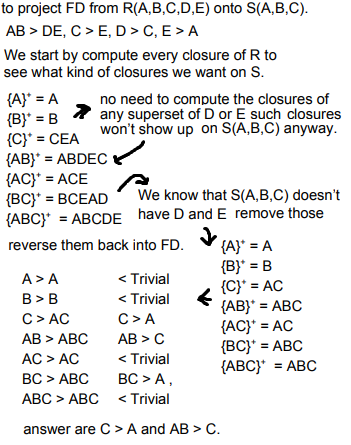 to project FD from R(A,B,C,D,E) onto S(A,B,C).
AB > DE, C > E, D > C, E > A
We start by compute every closure of R to
see what kind of closures we want on S.
{A}⁺ = A
{B}⁺ = B
{C}⁺ = CEA
{AB}⁺ = ABDEC
{AC}⁺ = ACE
{BC}⁺ = BCEAD
{ABC}⁺ = ABCDE
no need to compute the closures of
any superset of D or E such closures
won't show up on S(A,B,C) anyway.
We know that S(A,B,C) doesn't
have D and E remove those
{A}⁺ = A
{B}⁺ = B
{C}⁺ = AC
{AB}⁺ = ABC
{AC}⁺ = AC
{BC}⁺ = ABC
{ABC}⁺ = ABC
reverse them back into FD.
A > A < Trivial
B > B < Trivial
C > AC C > A
AB > ABC AB > C
AC > AC < Trivial
BC > ABC BC > A ,
ABC > ABC < Trivial
answer are C > A and AB > C.